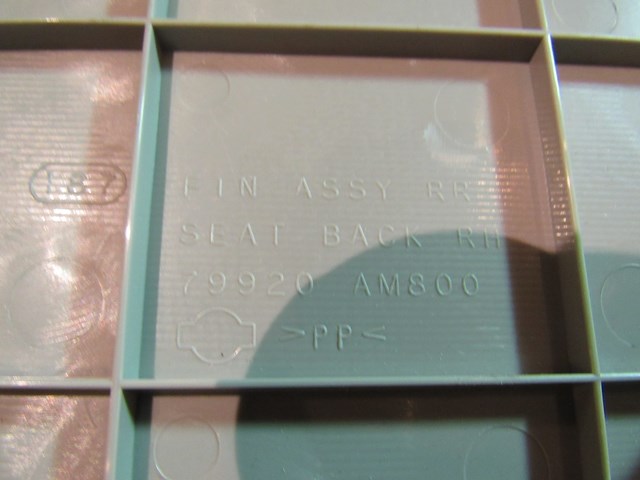 187
FIN ASSY RR
SEAT BACK RH
79920 AM800
>PP<